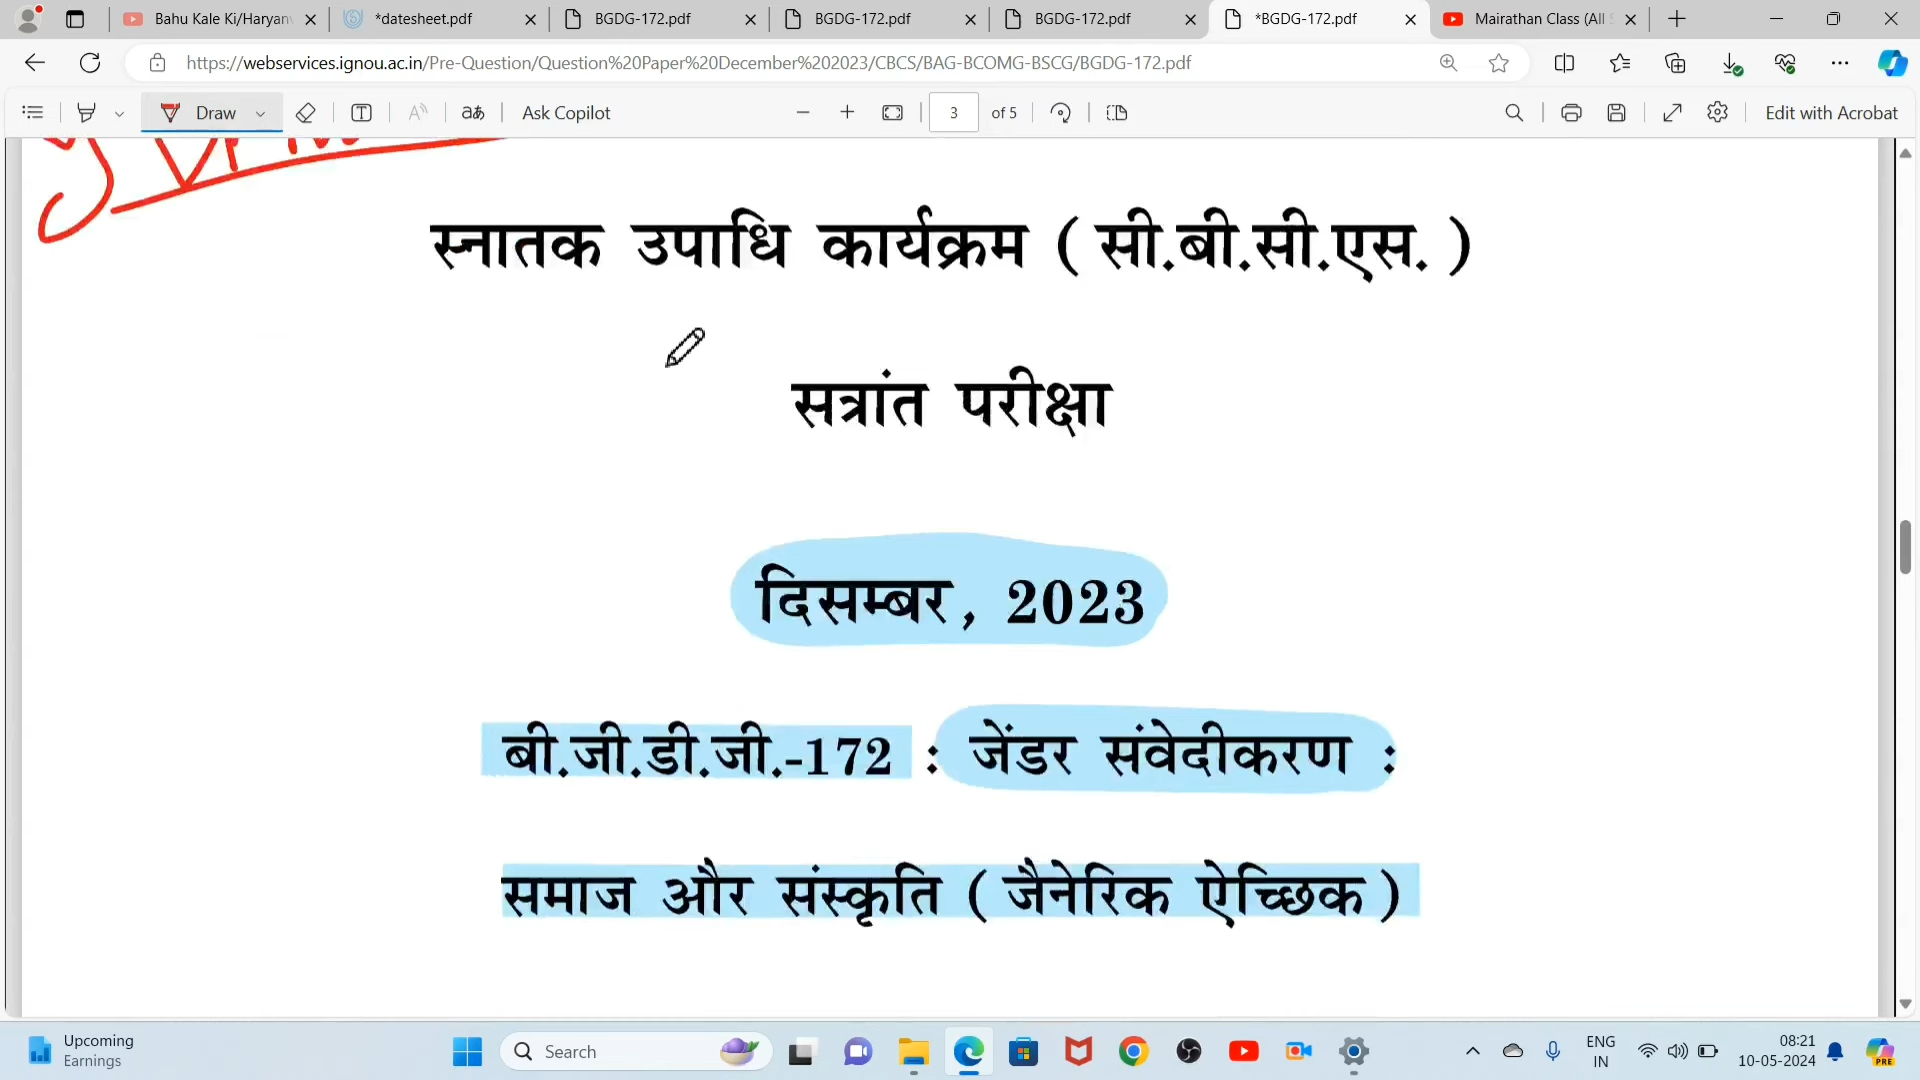 Bahu Kale Ki/Haryan
*datesheet.pdf
BGDG-172.pdf
BGDG-172.pdf
BGDG-172.pdf
*BGDG-172.pdf
Mairathan Class (All
https://webservices.ignou.ac.in/Pre-Question/Question%20Paper%20December%202023/CBCS/BAG-BCOMG-BSCG/BGDG-172.pdf
Draw
Ask Copilot
3 of 5
Edit with Acrobat
स्नातक उपाधि कार्यक्रम ( सी.बी.सी.एस. )
सत्रांत परीक्षा
दिसम्बर, 2023
बी.जी.डी.जी.-172 : जेंडर संवेदीकरण :
समाज और संस्कृति ( जैनेरिक ऐच्छिक )
Upcoming
Earnings
Search
PRE
ENG
IN
08:21
10-05-2024